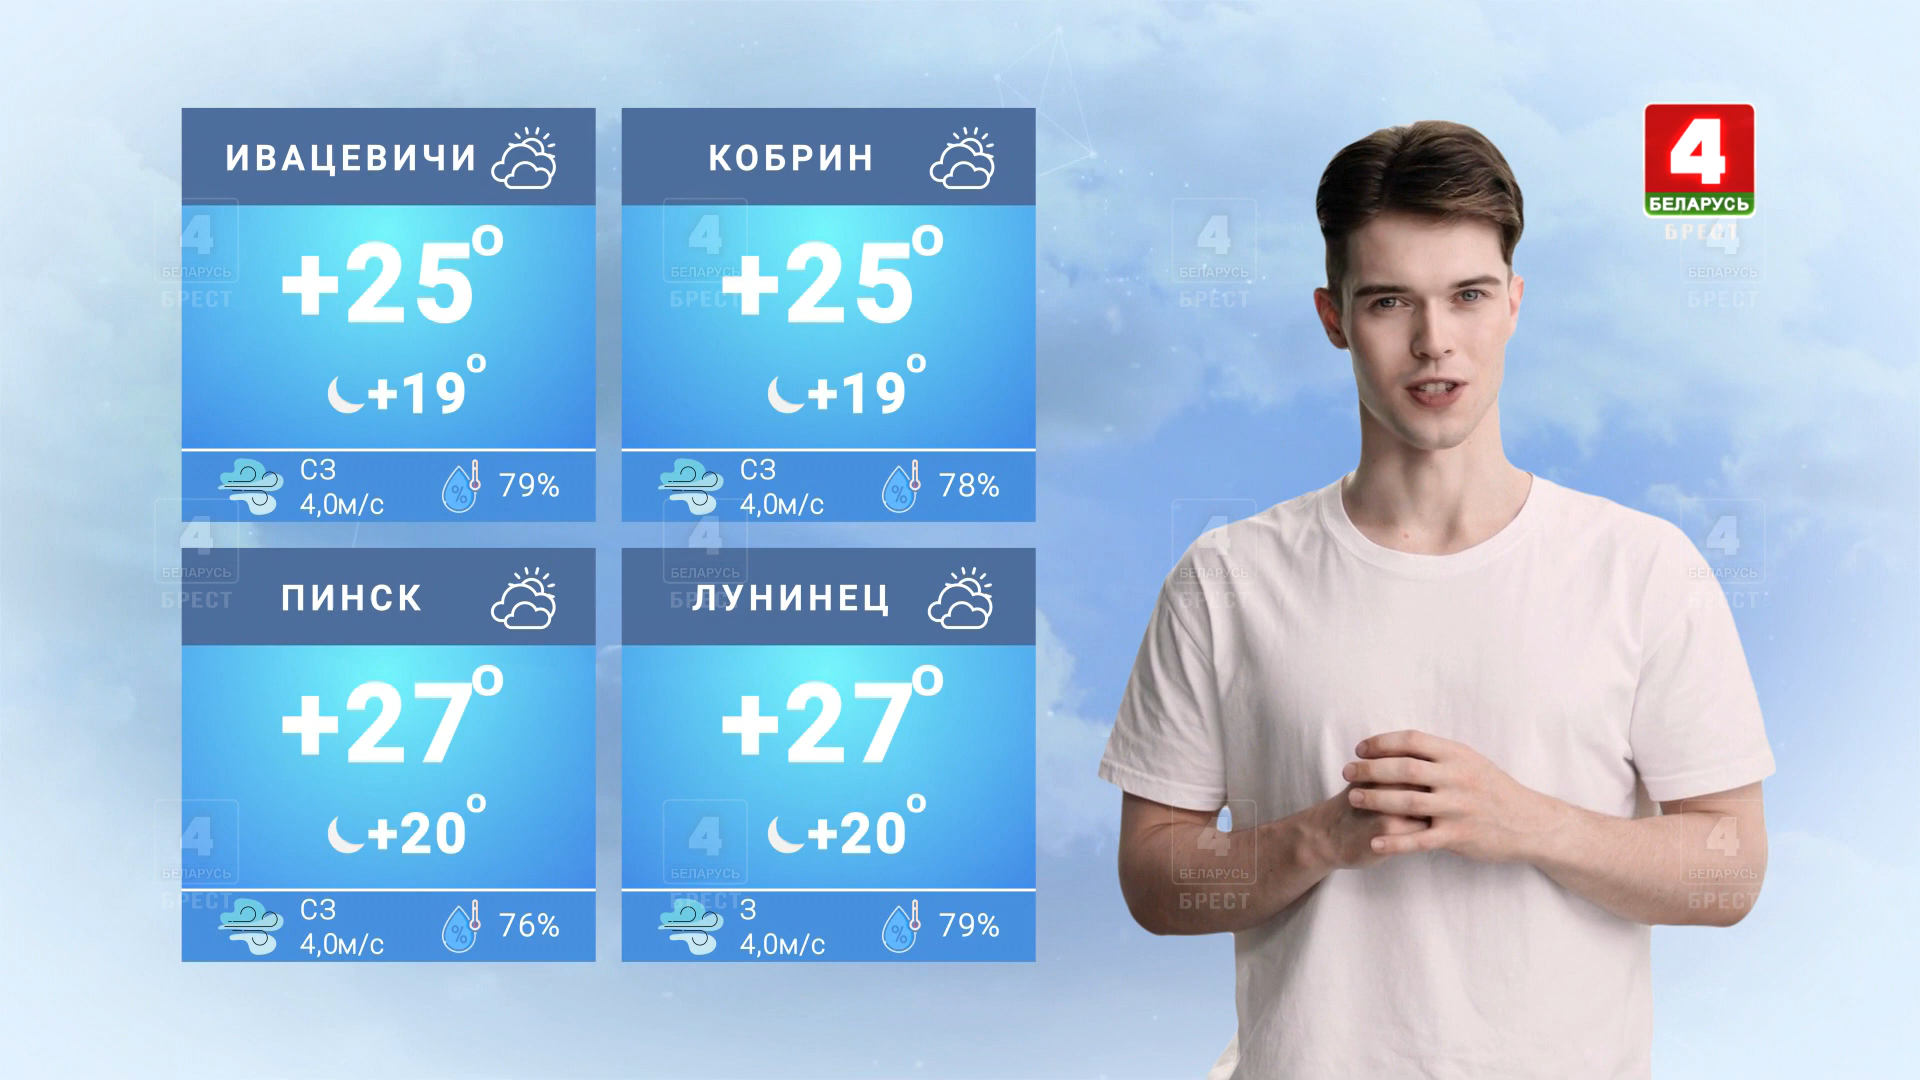 ИВАЦЕВИЧИ
+25°
+19°
СЗ
4,0м/с
79%
КОБРИН
+25°
+19°
СЗ
4,0м/с
78%
ПИНСК
+27°
+20°
СЗ
4,0м/с
76%
ЛУНИНЕЦ
+27°
+20°
З
4,0м/с
79%
4
БЕЛАРУСЬ
БРЕСТ